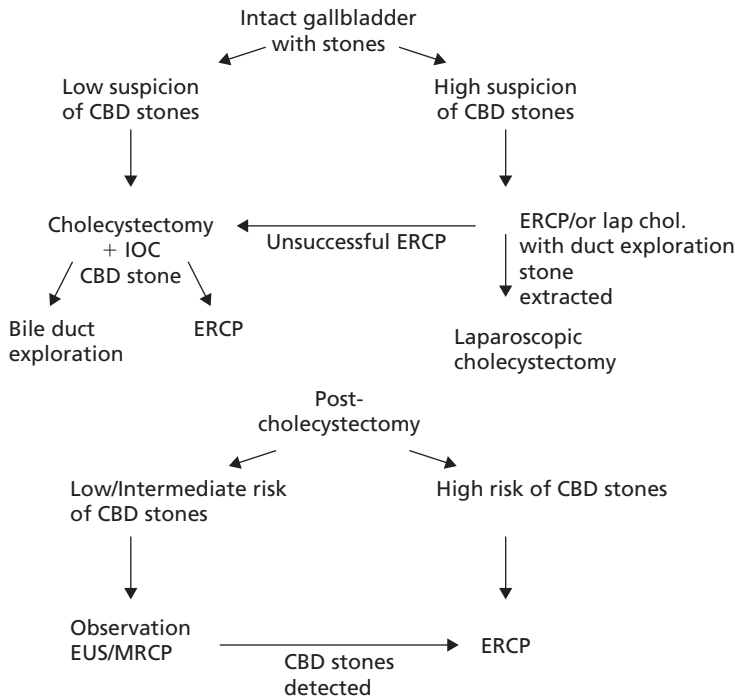 Intact gallbladder
with stones
Low suspicion
of CBD stones
High suspicion
of CBD stones
Cholecystectomy
+ IOC
CBD stone
Unsuccessful ERCP
ERCP/or lap chol.
with duct exploration
stone
extracted
Bile duct
exploration
ERCP
Laparoscopic
cholecystectomy
Post-
cholecystectomy
Low/Intermediate risk
of CBD stones
High risk of CBD stones
Observation
EUS/MRCP
CBD stones
detected
ERCP